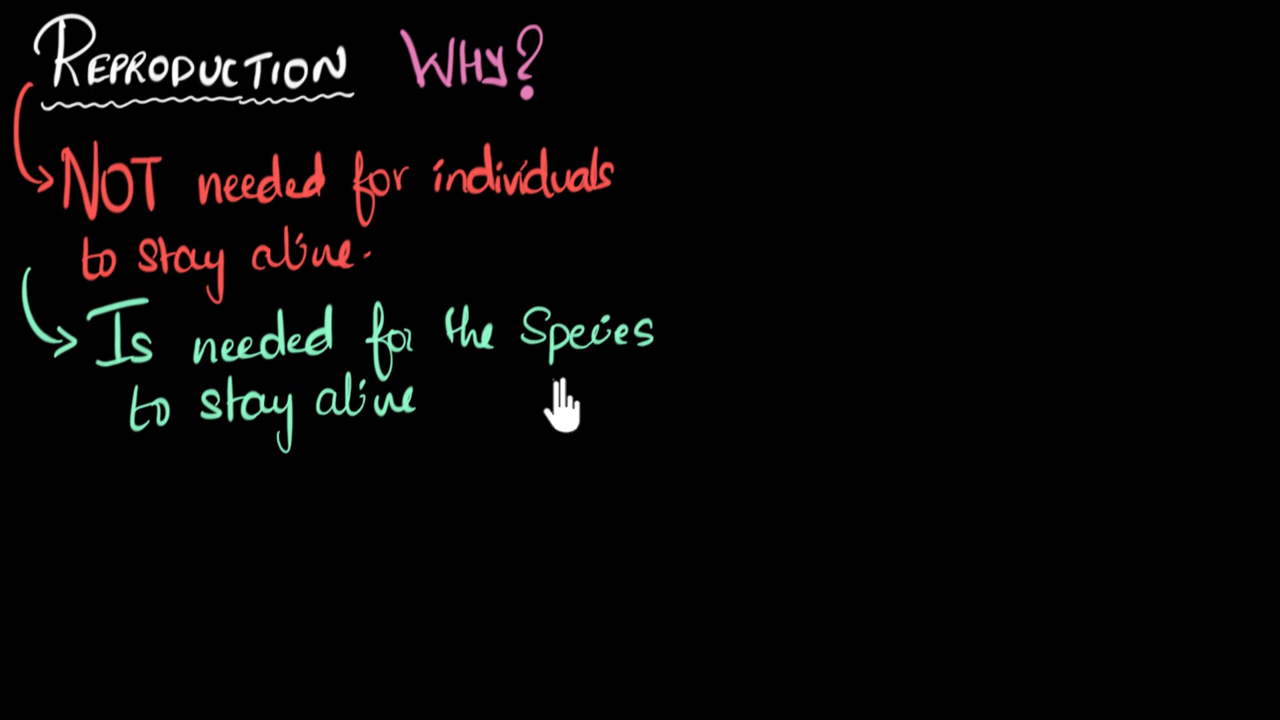 REPRODUCTION WHY?
NOT needed for individuals
to stay alive.
Is needed for the Species
to stay alive